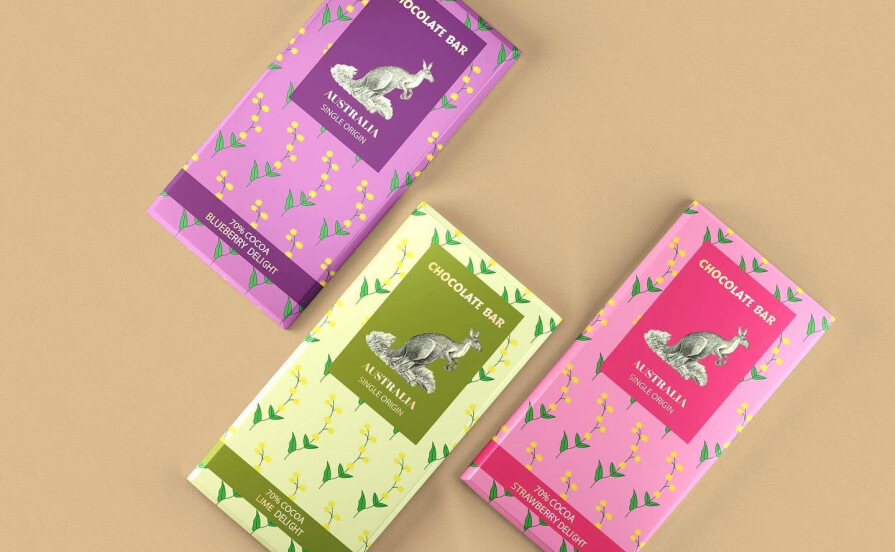 CHOCOLATE BAR
AUSTRALIA
SINGLE ORIGIN
70% COCOA
BLUEBERRY DELIGHT
CHOCOLATE BAR
AUSTRALIA
SINGLE ORIGIN
70% COCOA
LIME DELIGHT
CHOCOLATE BAR
AUSTRALIA
SINGLE ORIGIN
70% COCOA
STRAWBERRY DELIGHT